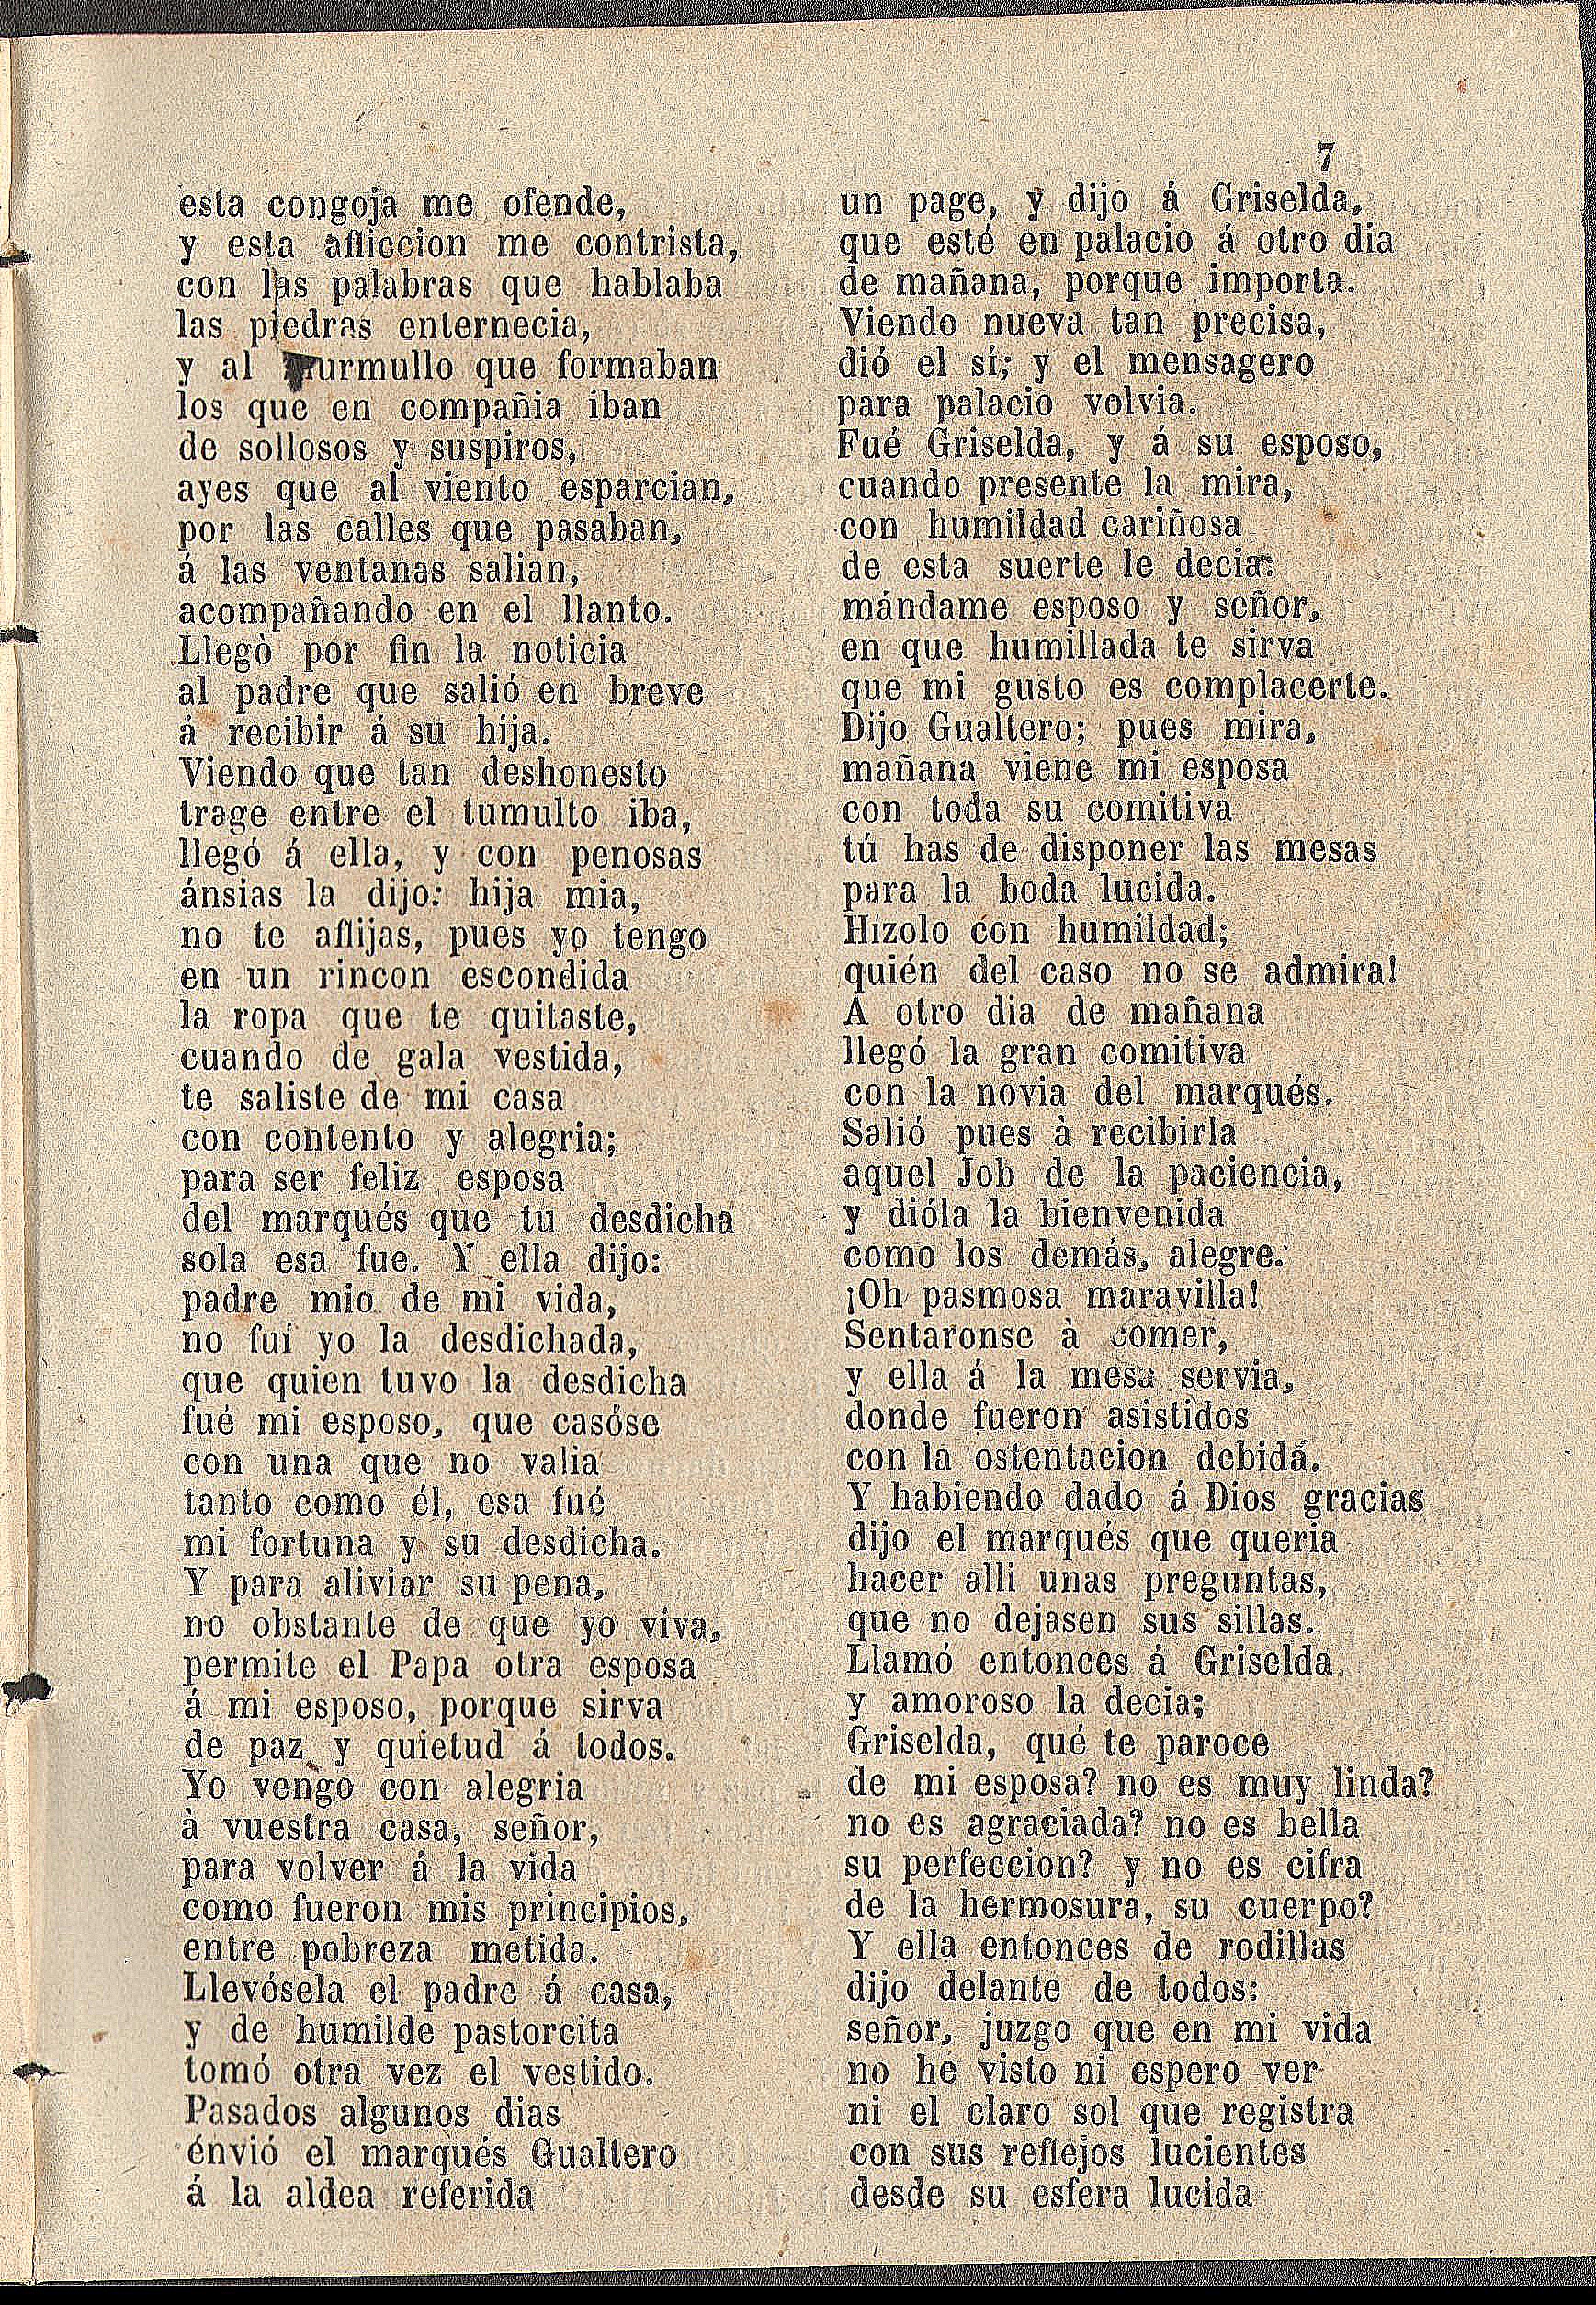 7
esta congoja me ofende,
y esta afliccion me contrista,
con las palabras que hablaba
las piedras enternecia,
y al murmullo que formaban
los que en compañia iban
de sollosos y suspiros,
ayes que al viento esparcian,
por las calles que pasaban,
á las ventanas salian,
acompañando en el llanto.
Llegò por fin la noticia
al padre que salió en breve
á recibir á su hija.
Viendo que tan deshonesto
trage entre el tumulto iba,
llegó á ella, y con penosas
ánsias la dijo: hija mia,
no te aflijas, pues yo tengo
en un rincon escondida
la ropa que te quitaste,
cuando de gala vestida,
te saliste de mi casa
con contento y alegria;
para ser feliz esposa
del marqués que tu desdicha
sola esa fue. Y ella dijo:
padre mio de mi vida,
no fuí yo la desdichada,
que quien tuvo la desdicha
fué mi esposo, que casóse
con una que no valia
tanto como él, esa fué
mi fortuna y su desdicha.
Y para aliviar su pena,
no obstante de que yo viva,
permite el Papa otra esposa
á mi esposo, porque sirva
de paz y quietud á todos.
Yo vengo con alegria
à vuestra casa, señor,
para volver á la vida
como fueron mis principios,
entre pobreza metida.
Llevósela el padre á casa,
y de humilde pastorcita
tomó otra vez el vestido.
Pasados algunos dias
énvió el marqués Gualtero
á la aldea referida
un page, y dijo á Griselda,
que esté en palacio á otro dia
de mañana, porque importa.
Viendo nueva tan precisa,
dió el sí; y el mensagero
para palacio volvia.
Fué Griselda, y á su esposo,
cuando presente la mira,
con humildad cariñosa
de esta suerte le decia:
mándame esposo y señor,
en que humillada te sirva
que mi gusto es complacerte.
Dijo Gualtero; pues mira,
mañana viene mi esposa
con toda su comitiva
tú has de disponer las mesas
para la boda lucida.
Hízolo con humildad;
quién del caso no se admira!
A otro dia de mañana
llegó la gran comitiva
con la novia del marqués.
Salió pues à recibirla
aquel Job de la paciencia,
y dióla la bienvenida
como los demás, alegre.
¡Oh pasmosa maravilla!
Sentaronse à comer,
y ella á la mesa servia,
donde fueron asistidos
con la ostentacion debida.
Y habiendo dado á Dios gracias
dijo el marqués que queria
hacer alli unas preguntas,
que no dejasen sus sillas.
Llamó entonces á Griselda
y amoroso la decia;
Griselda, qué te paroce
de mi esposa? no es muy linda?
no es agraciada? no es bella
su perfeccion? y no es cifra
de la hermosura, su cuerpo?
Y ella entonces de rodillas
dijo delante de todos:
señor, juzgo que en mi vida
no he visto ni espero ver
ni el claro sol que registra
con sus reflejos lucientes
desde su esfera lucida